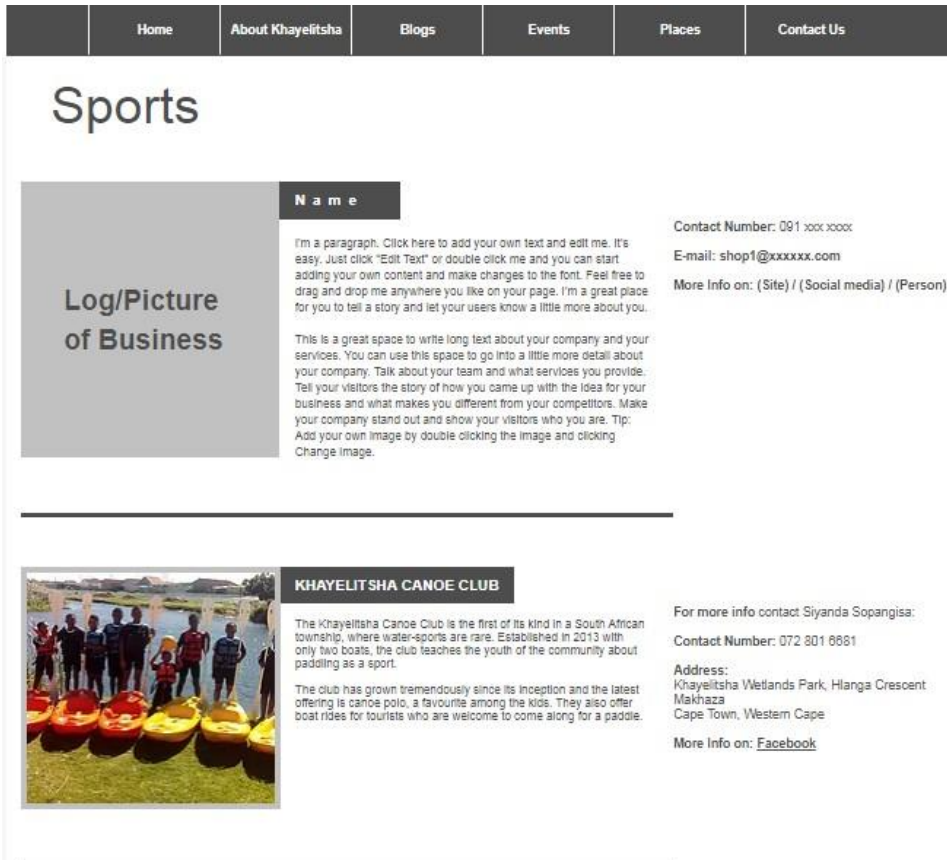 Home About Khayelitsha Blogs Events Places Contact Us
Sports
Log/Picture
of Business
Name
I'm a paragraph. Click here to add your own text and edit me. It's
easy. Just click "Edit Text" or double click me and you can start
adding your own content and make changes to the font. Feel free to
drag and drop me anywhere you like on your page. I'm a great place
for you to tell a story and let your users know a little more about you.
This is a great space to write long text about your company and your
services. You can use this space to go into a little more detail about
your company. Talk about your team and what services you provide.
Tell your visitors the story of how you came up with the idea for your
business and what makes you different from your competitors. Make
your company stand out and show your visitors who you are. Tip:
Add your own image by double clicking the image and clicking
Change Image.
Contact Number: 091 xxx xxxx
E-mail: shop1@xxxxxx.com
More Info on: (Site) / (Social media) / (Person)
KHAYELITSHA CANOE CLUB
The Khayelitsha Canoe Club is the first of its kind in a South African
township, where water-sports are rare. Established in 2013 with
only two boats, the club teaches the youth of the community about
paddling as a sport.
The club has grown tremendously since its inception and the latest
offering is canoe polo, a favourite among the kids. They also offer
boat rides for tourists who are welcome to come along for a paddle.
For more info contact Siyanda Sopangisa:
Contact Number: 072 801 6681
Address:
Khayelitsha Wetlands Park, Hlanga Crescent
Makhaza
Cape Town, Western Cape
More Info on: Facebook